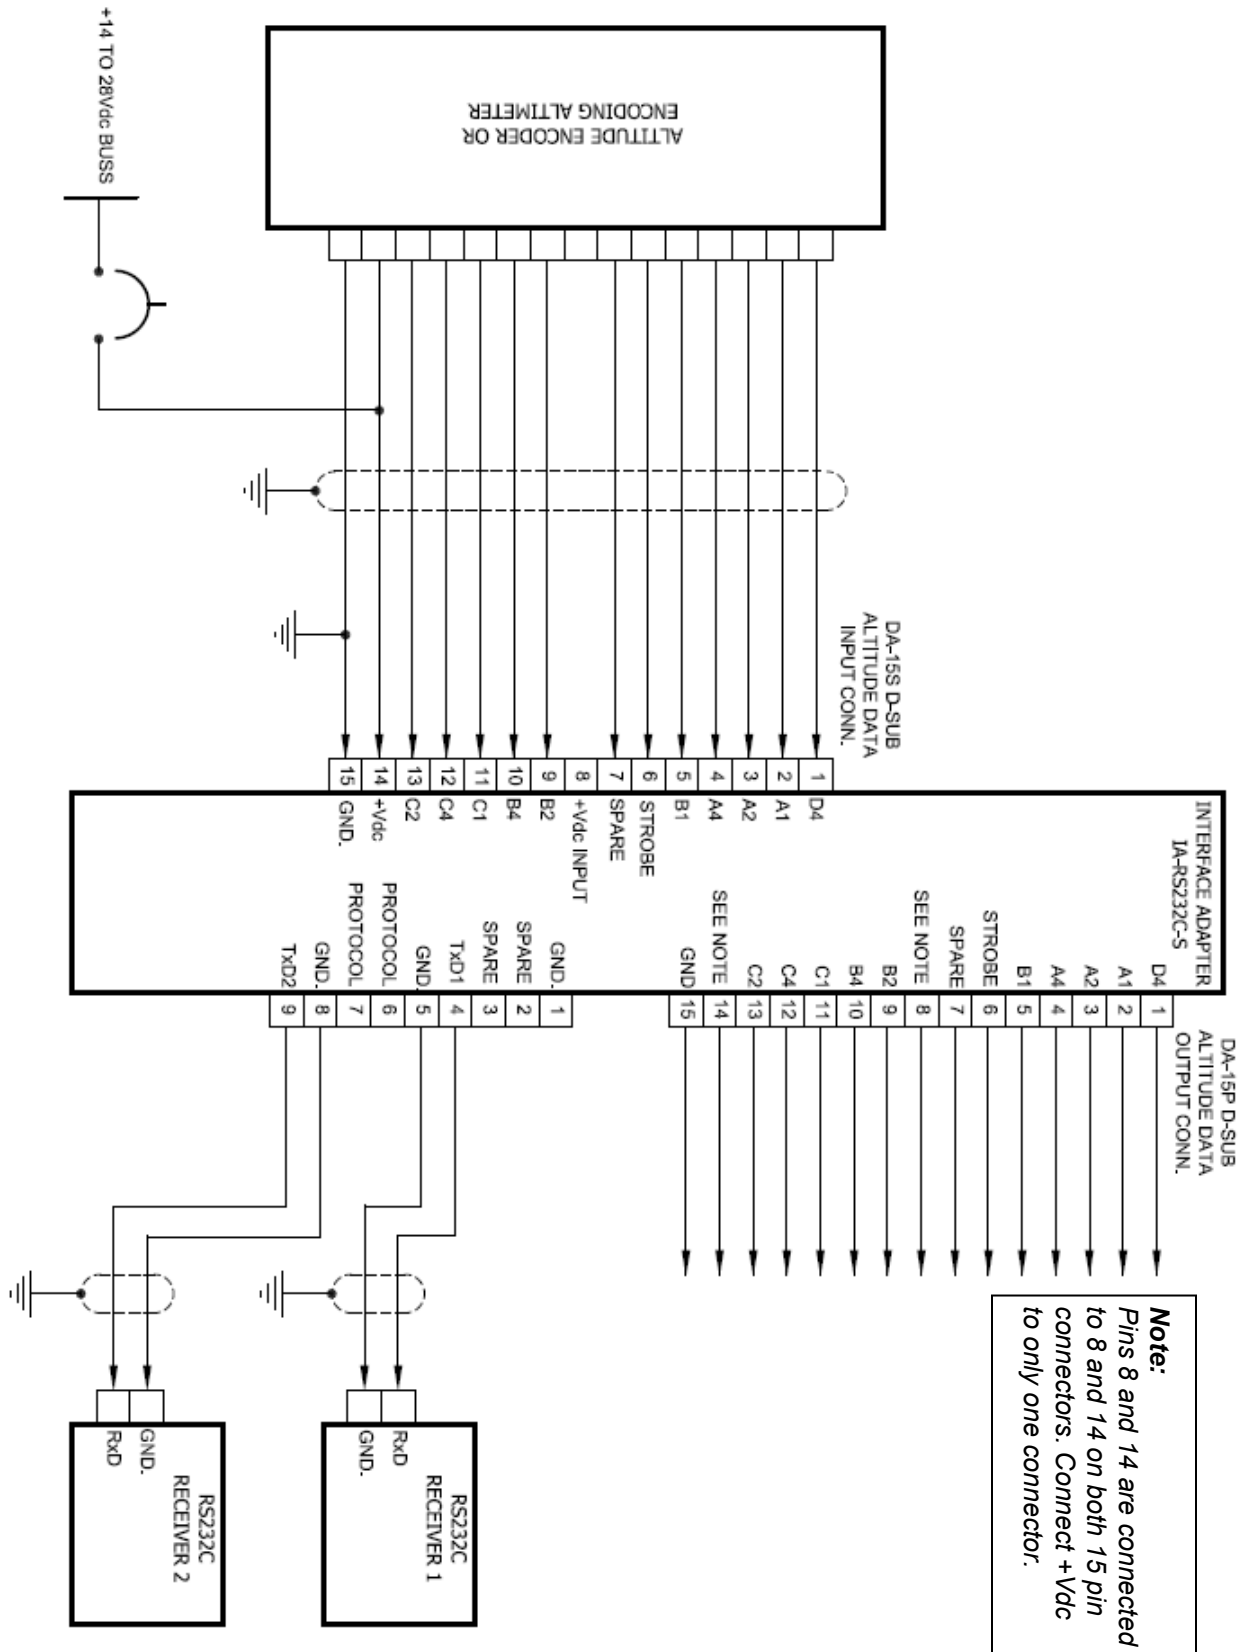 +14 TO 28Vdc BUSS
ALTITUDE ENCODER OR
ENCODING ALTIMETER
DA-15S D-SUB
ALTITUDE DATA
INPUT CONN.
INTERFACE ADAPTER
IA-RS232C-S
1 D4
2 A1
3 A2
4 A4
5 B1
6 STROBE
7 SPARE
8 +Vdc INPUT
9 B2
10 B4
11 C1
12 C4
13 C2
14 +Vdc
15 GND.
DA-15P D-SUB
ALTITUDE DATA
OUTPUT CONN.
D4 1
A1 2
A2 3
A4 4
B1 5
STROBE 6
SPARE 7
SEE NOTE 8
B2 9
B4 10
C1 11
C4 12
C2 13
SEE NOTE 14
GND 15
GND. 1
SPARE 2
SPARE 3
TxD1 4
GND. 5
PROTOCOL 6
PROTOCOL 7
GND. 8
TxD2 9
Note:
Pins 8 and 14 are connected
to 8 and 14 on both 15 pin
connectors. Connect +Vdc
to only one connector.
RS232C
RECEIVER 1
RxD
GND.
RS232C
RECEIVER 2
GND.
RxD